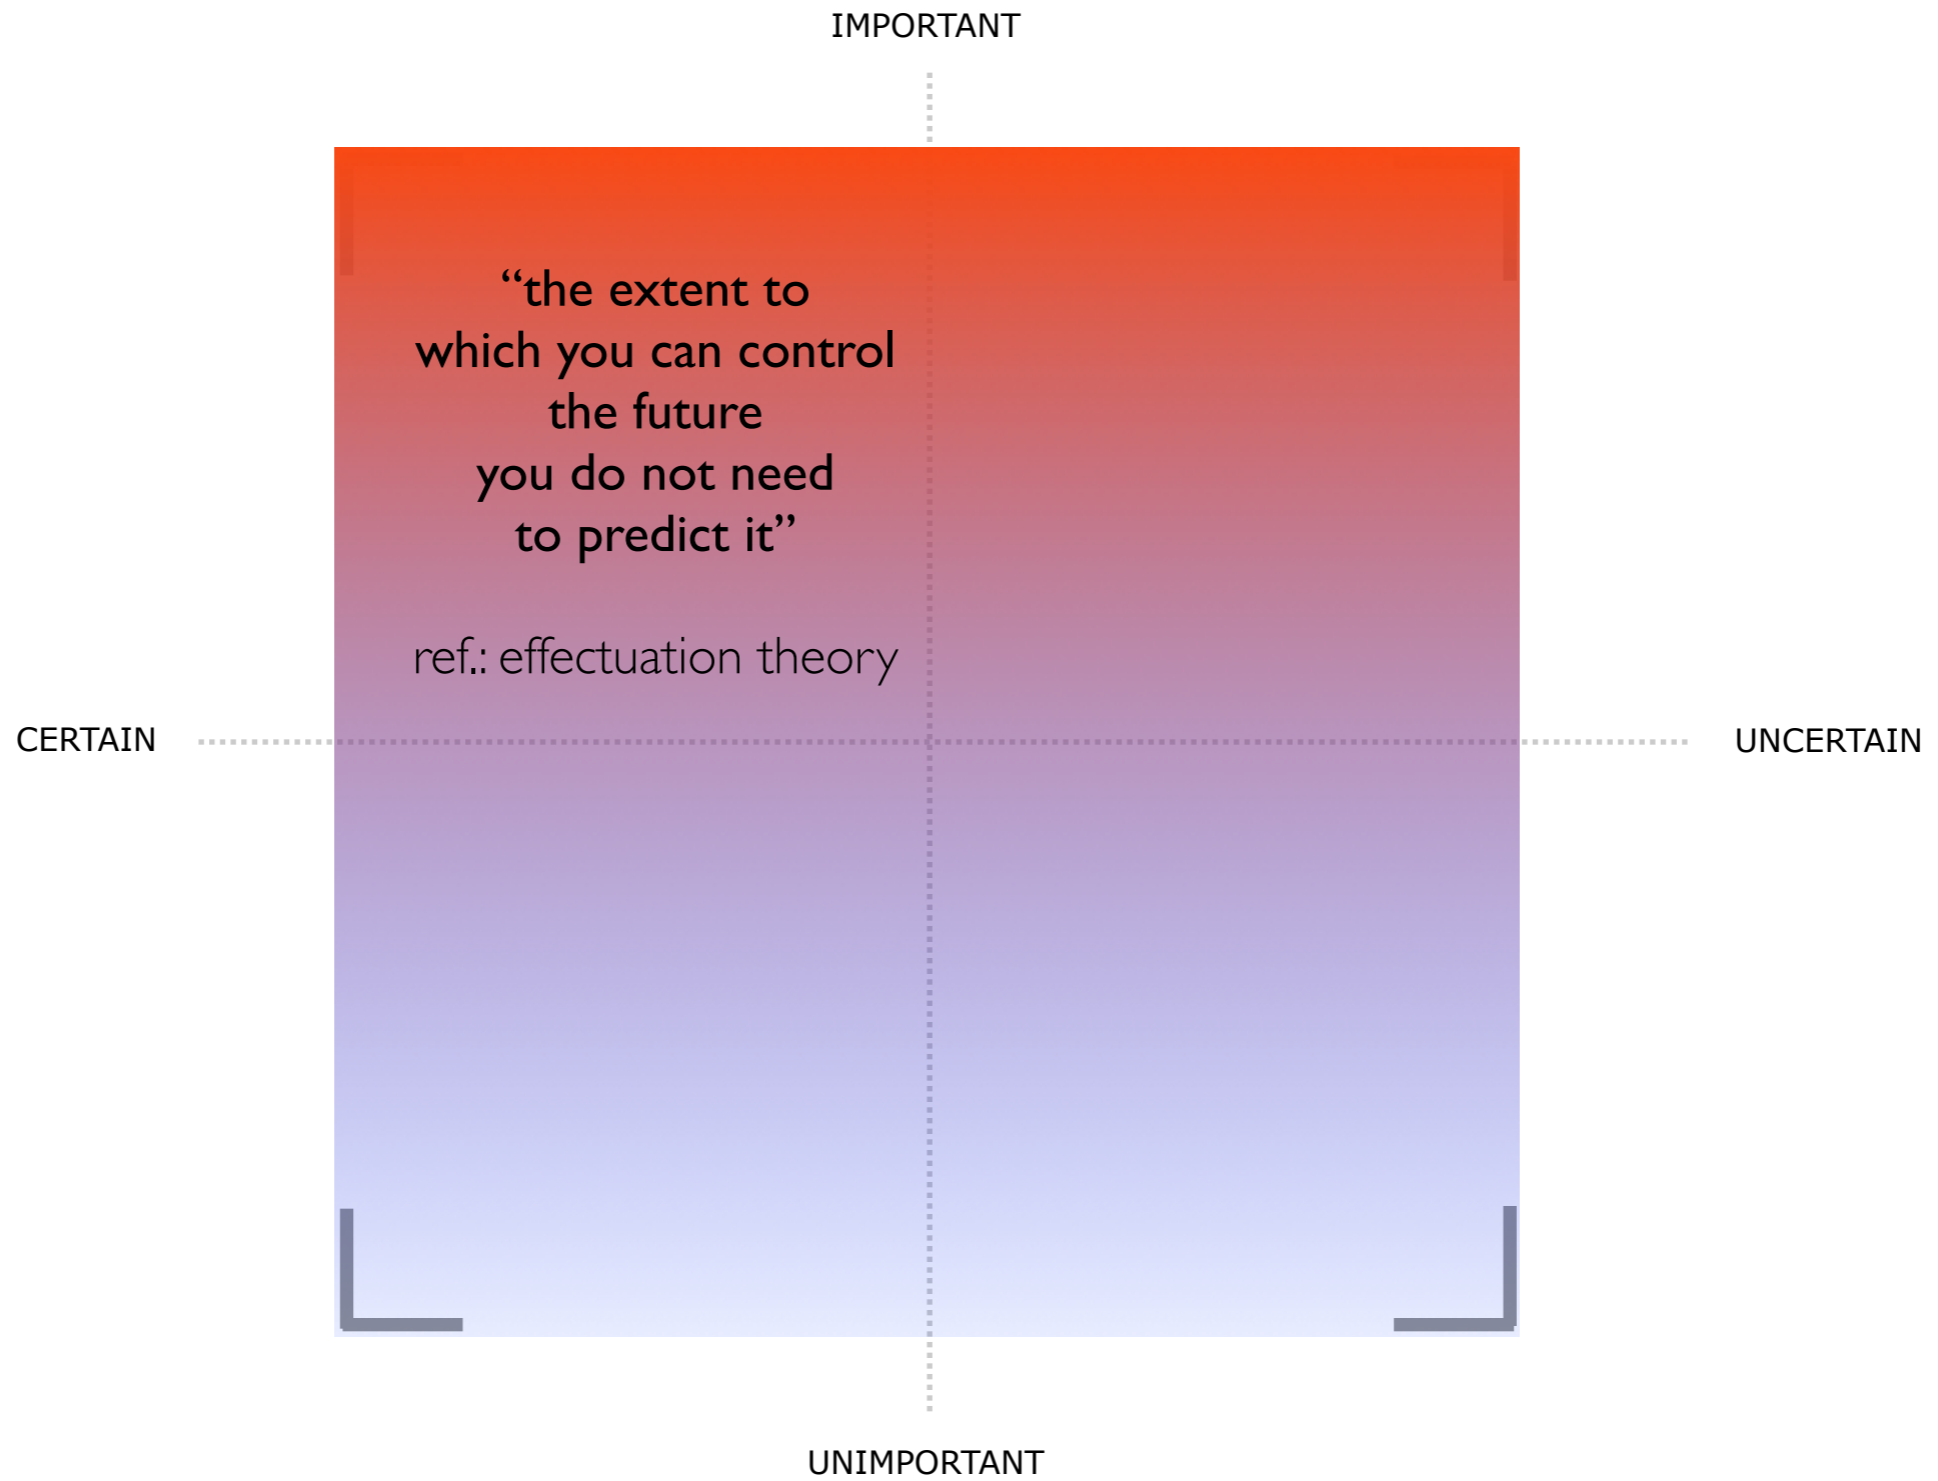 IMPORTANT
“the extent to
which you can control
the future
you do not need
to predict it”
ref.: effectuation theory
CERTAIN
UNCERTAIN
UNIMPORTANT